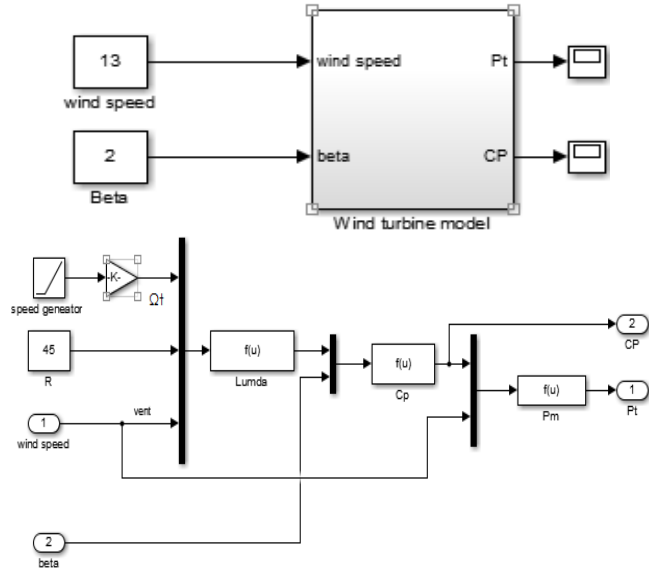 13
wind speed
2
Beta
wind speed
Pt
beta
CP
Wind turbine model
-K-
speed geneator
Ωt
45
R
1
wind speed
vent
f(u)
Lumda
f(u)
Cp
f(u)
Pm
2
CP
1
Pt
2
beta